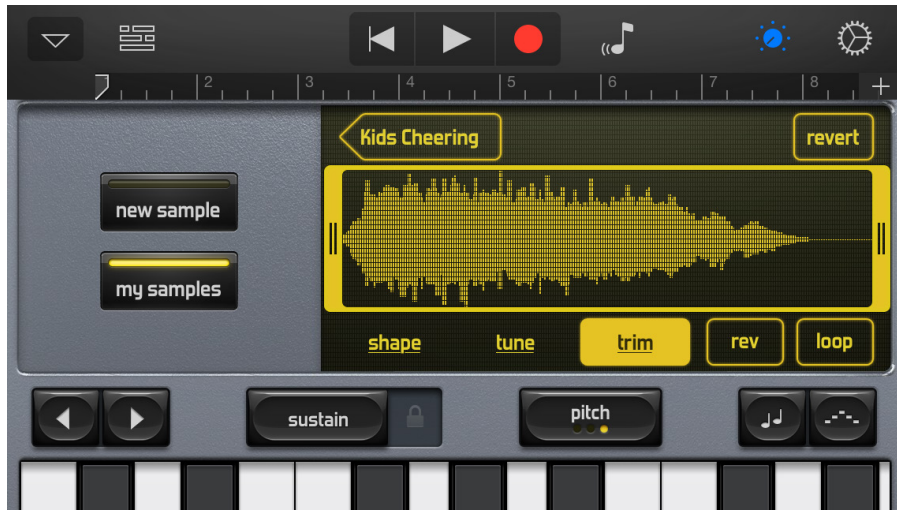 2 3 4 5 6 7 8
Kids Cheering revert
new sample
my samples
shape tune trim rev loop
sustain pitch